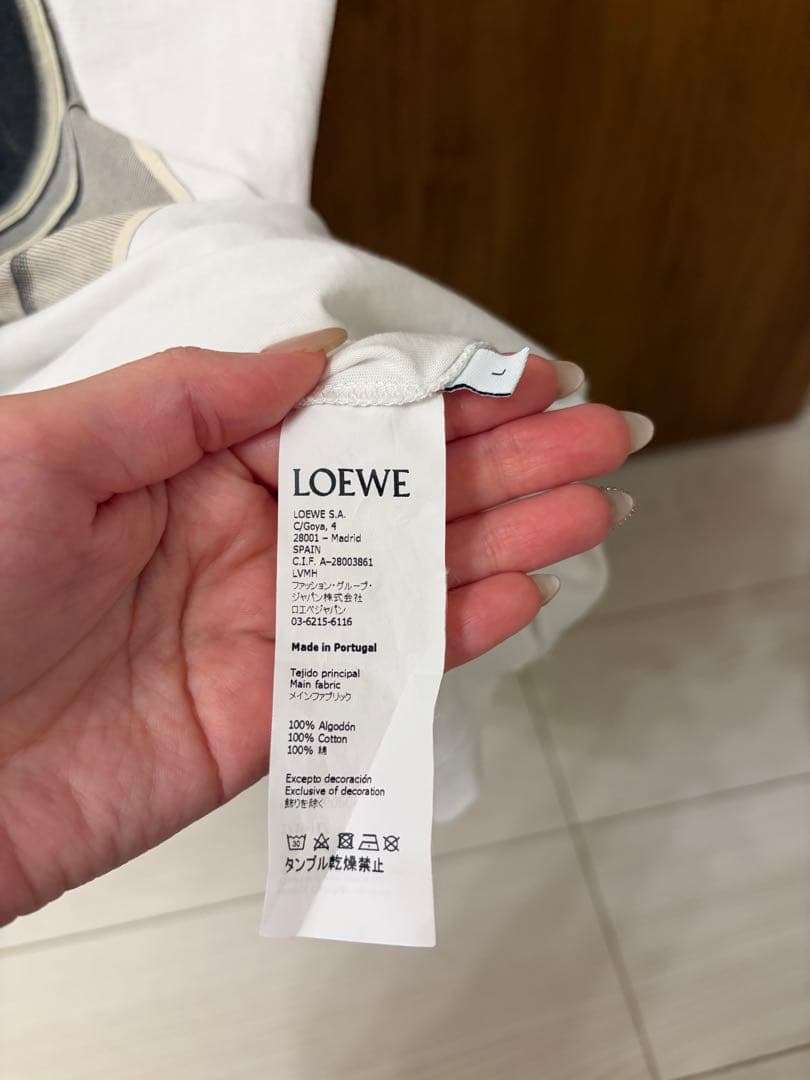 L
LOEWE
LOEWE S.A.
C/Goya, 4
28001 – Madrid
SPAIN
C.I.F. A–28003861
LVMH
ファッション・グループ・
ジャパン株式会社
ロエベジャパン
03-6215-6116
Made in Portugal
Tejido principal
Main fabric
メインファブリック
100% Algodón
100% Cotton
100% 綿
Excepto decoración
Exclusive of decoration
飾りを除く
30
タンブル乾燥禁止